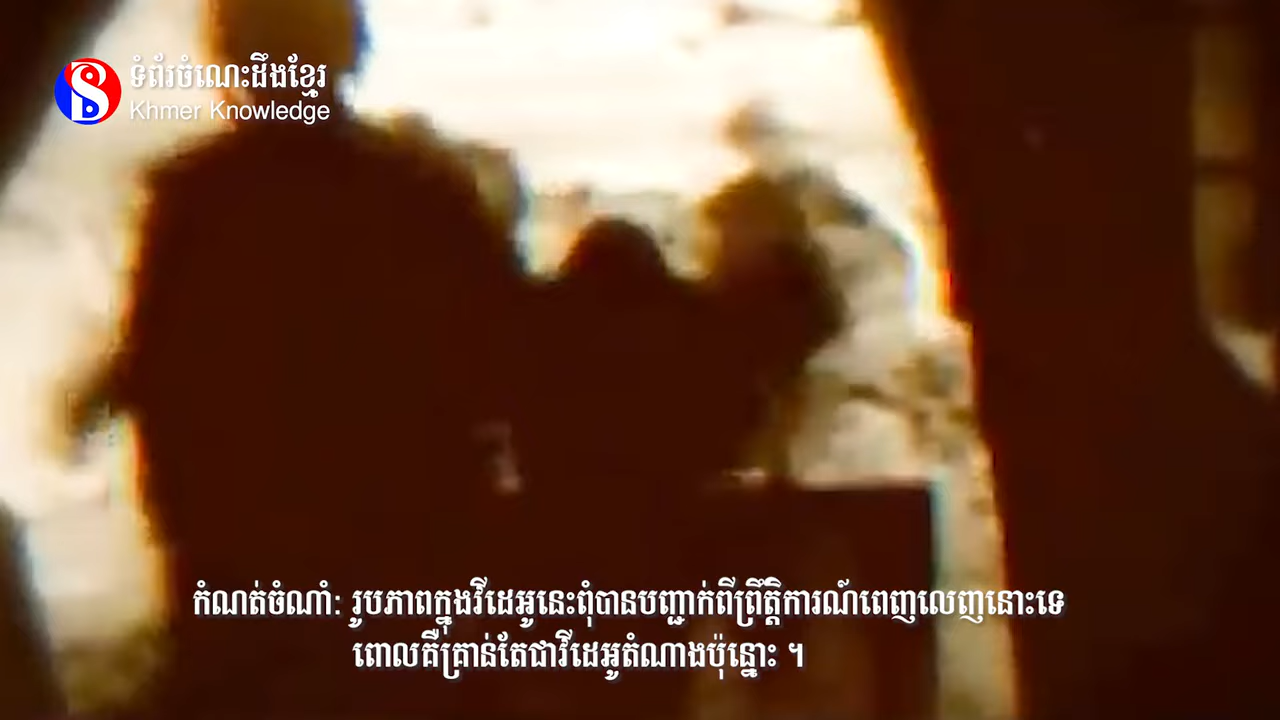 ទំព័រចំណេះដឹងខ្មែរ
Khmer Knowledge
កំណត់ចំណាំ: រូបភាពក្នុងវីដេអូនេះពុំបានបញ្ជាក់ពីព្រឹត្តិការណ៍ពេញលេញនោះទេ
ពោលគឺគ្រាន់តែជាវីដេអូតំណាងប៉ុន្នោះ ។